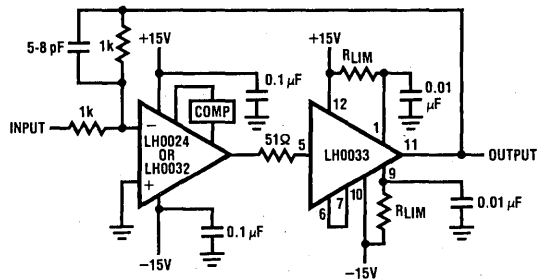 5-8 pF
1k
+15V
+15V
RLIM
0.1 µF
0.01
µF
COMP
12
1
INPUT
1k
−
LH0024
OR
LH0032
51Ω
5
LH0033
11
OUTPUT
+
9
10
7
6
RLIM
0.01 µF
0.1 µF
−15V
−15V